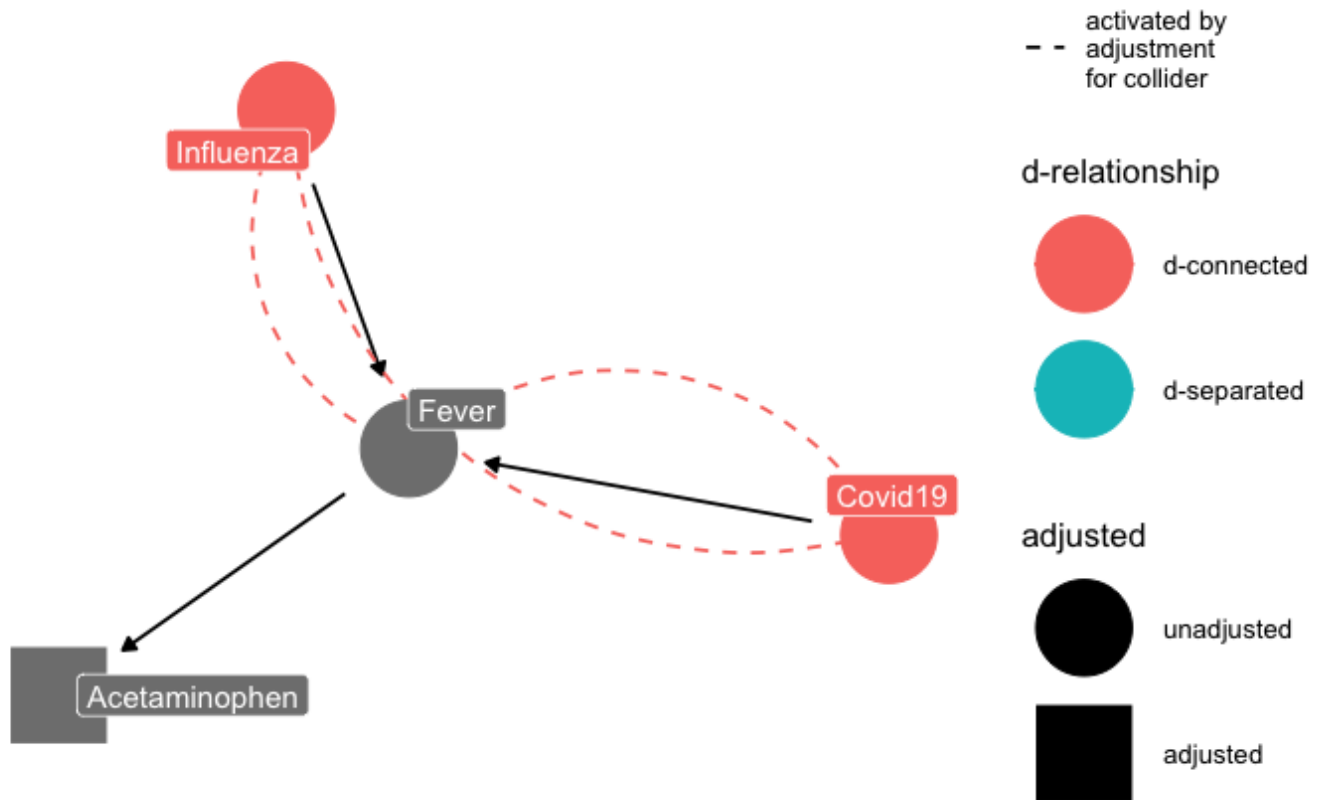 activated by
adjustment
for collider
Influenza
d-relationship
d-connected
Fever
d-separated
Covid19
adjusted
unadjusted
Acetaminophen
adjusted